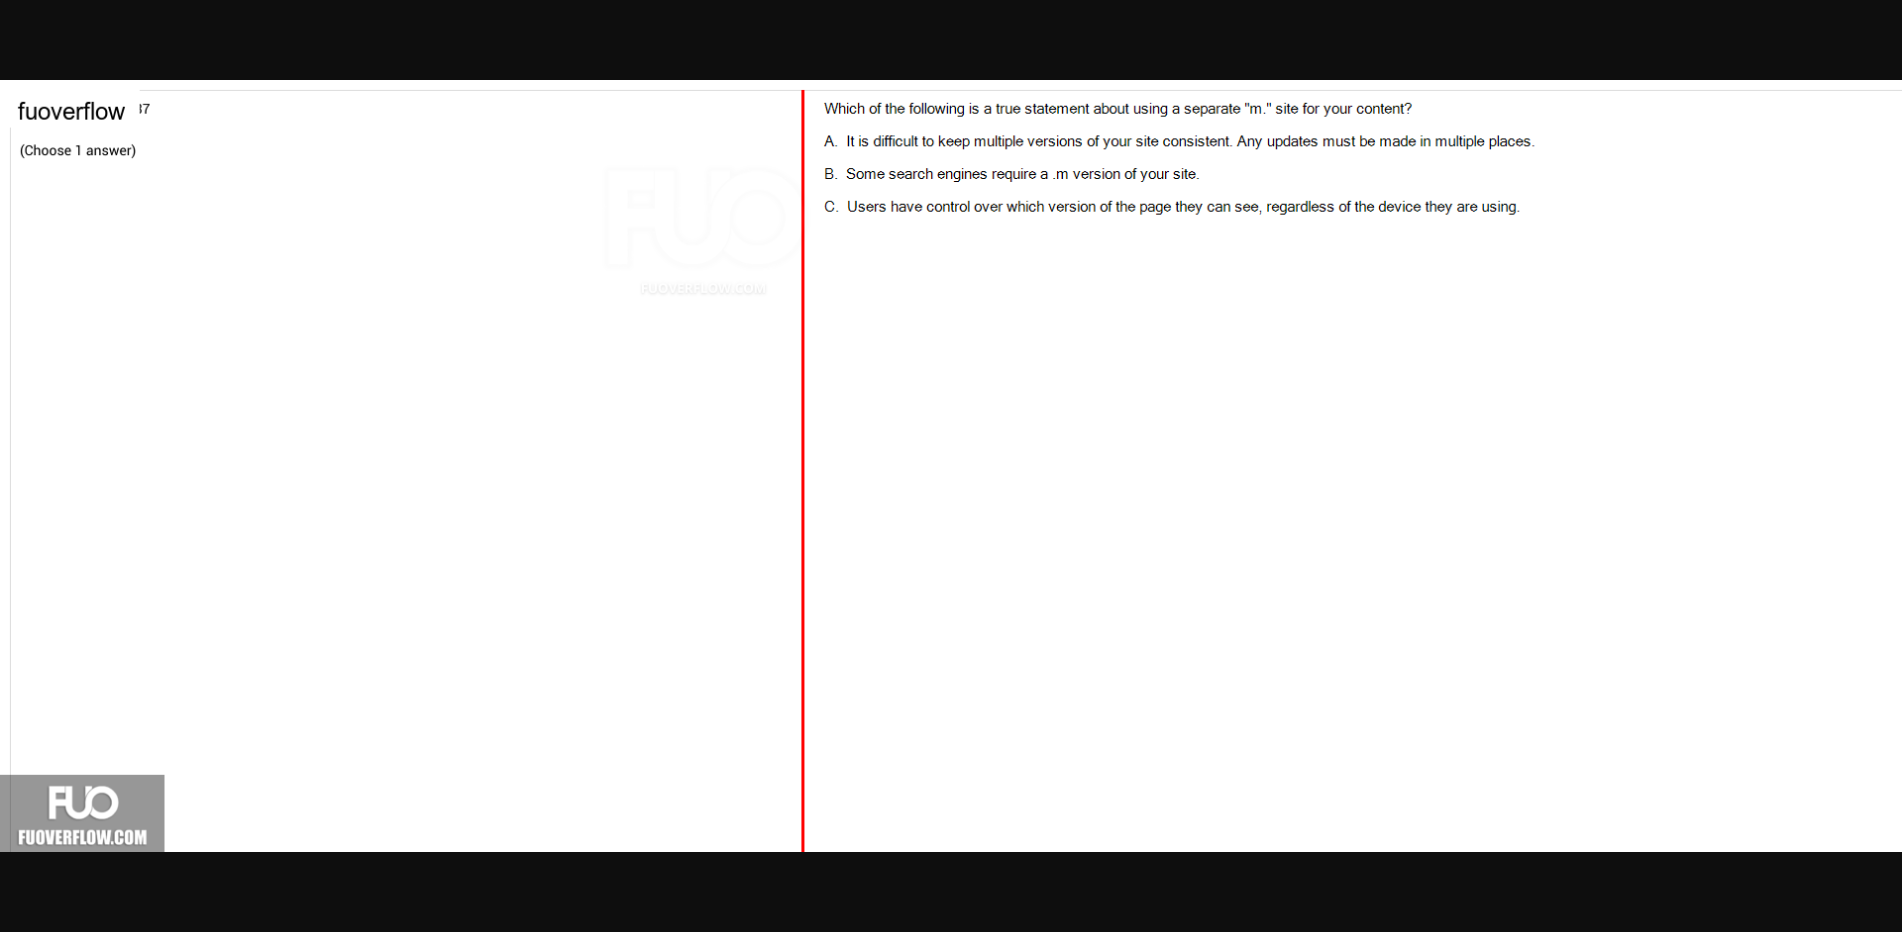 fuoverflow 37
(Choose 1 answer)
Which of the following is a true statement about using a separate "m." site for your content?
A. It is difficult to keep multiple versions of your site consistent. Any updates must be made in multiple places.
B. Some search engines require a .m version of your site.
C. Users have control over which version of the page they can see, regardless of the device they are using.
FUO
FUOVERFLOW.COM
FUO
FUOVERFLOW.COM